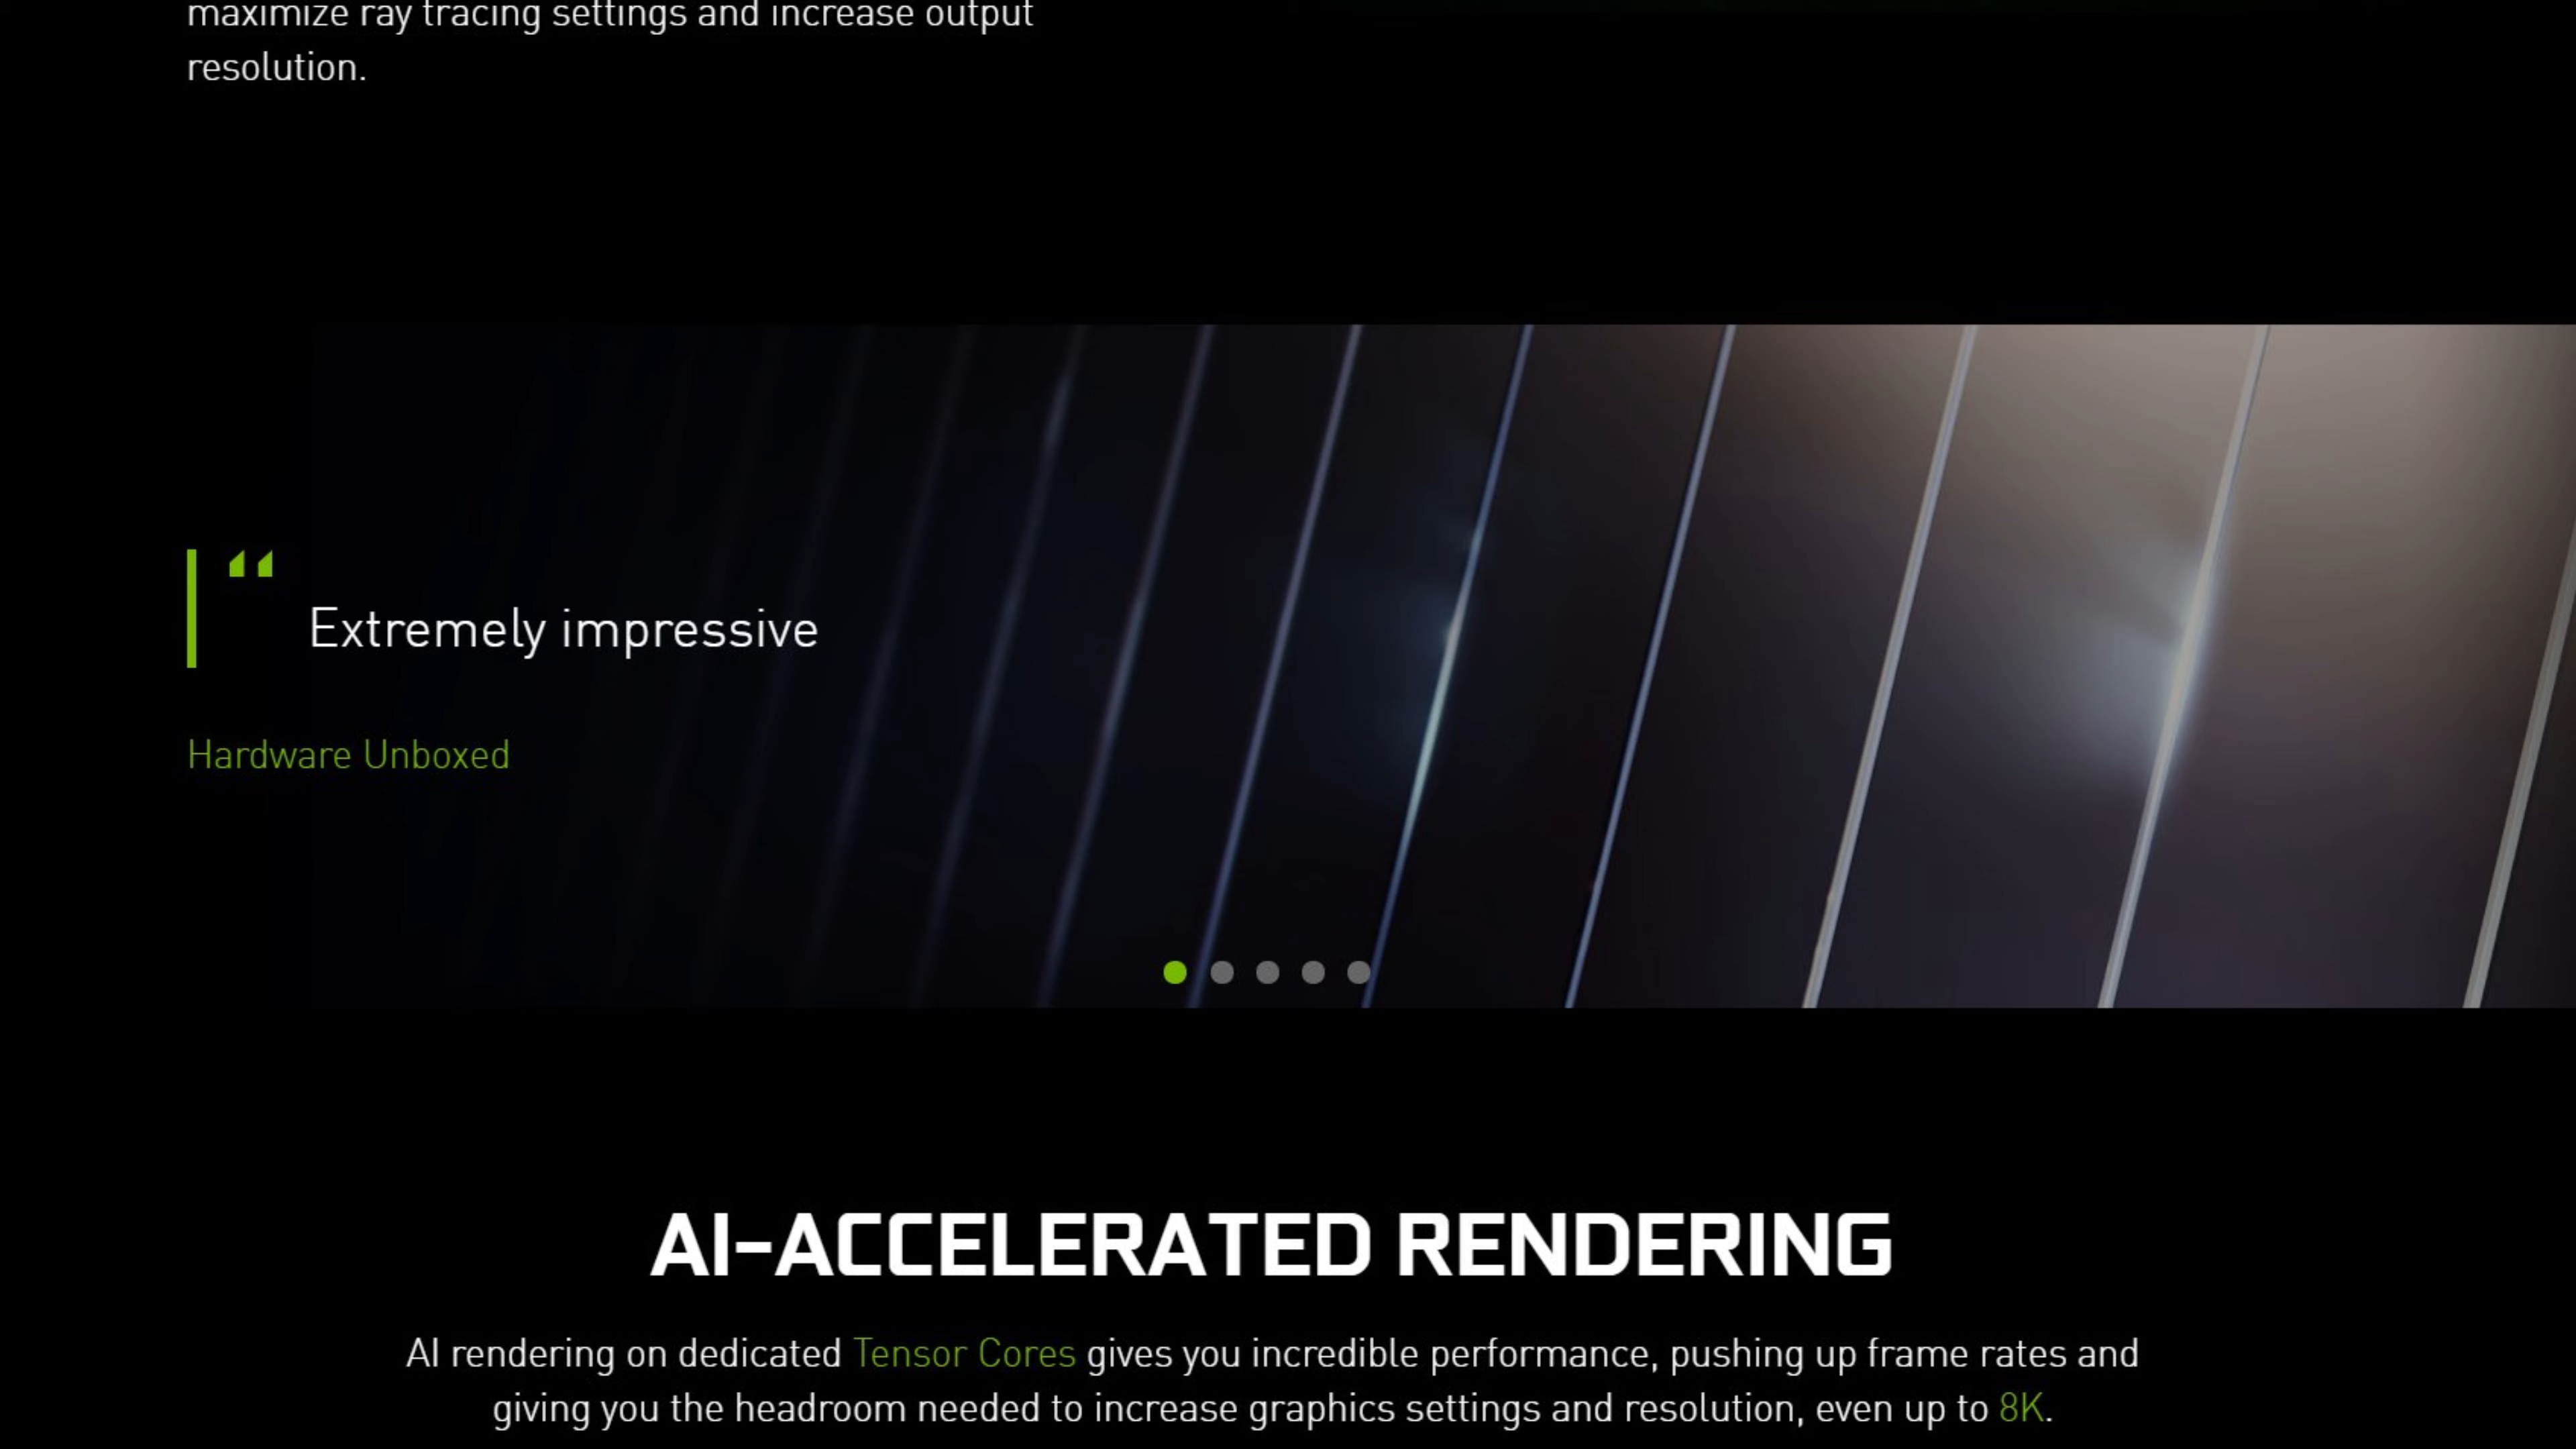 maximize ray tracing settings and increase output
resolution.
“ Extremely impressive
Hardware Unboxed
AI-ACCELERATED RENDERING
AI rendering on dedicated Tensor Cores gives you incredible performance, pushing up frame rates and
giving you the headroom needed to increase graphics settings and resolution, even up to 8K.